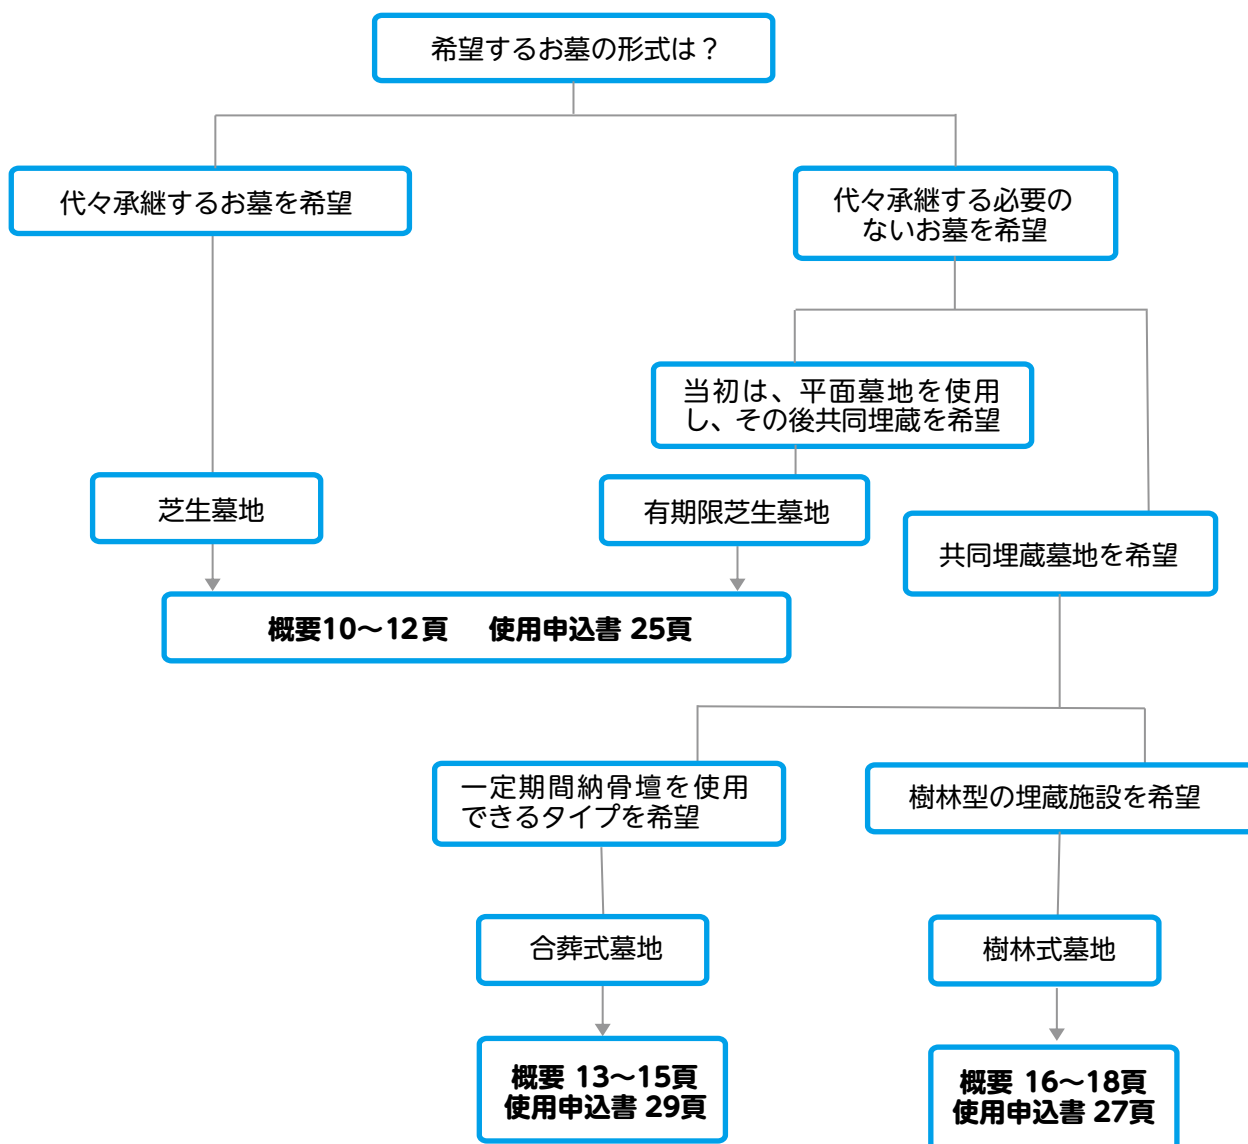 希望するお墓の形式は？
代々承継するお墓を希望
代々承継する必要の
ないお墓を希望
当初は、平面墓地を使用
し、その後共同埋蔵を希望
芝生墓地
有期限芝生墓地
共同埋蔵墓地を希望
概要10～12頁　使用申込書 25頁
一定期間納骨壇を使用
できるタイプを希望
樹林型の埋蔵施設を希望
合葬式墓地
樹林式墓地
概要 13～15頁
使用申込書 29頁
概要 16～18頁
使用申込書 27頁